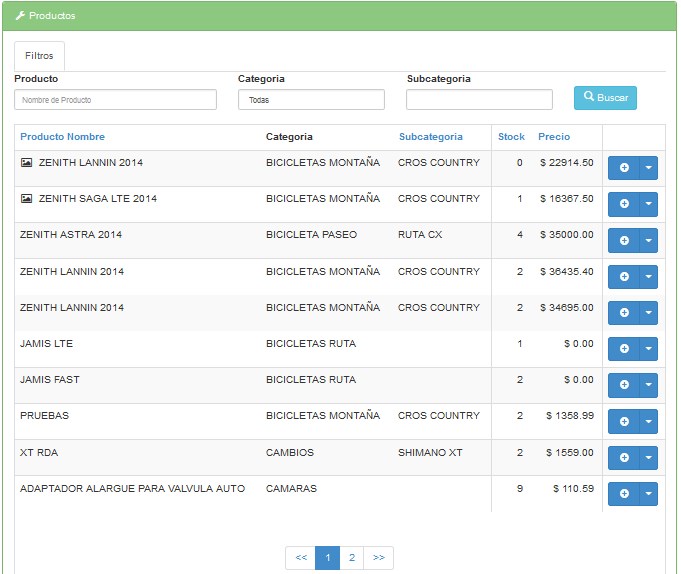 Productos
Filtros
Producto Categoria Subcategoria
Nombre de Producto Todas Buscar
Producto Nombre Categoria Subcategoria Stock Precio
ZENITH LANNIN 2014 BICICLETAS MONTAÑA CROS COUNTRY 0 $ 22914.50
ZENITH SAGA LTE 2014 BICICLETAS MONTAÑA CROS COUNTRY 1 $ 16367.50
ZENITH ASTRA 2014 BICICLETA PASEO RUTA CX 4 $ 35000.00
ZENITH LANNIN 2014 BICICLETAS MONTAÑA CROS COUNTRY 2 $ 36435.40
ZENITH LANNIN 2014 BICICLETAS MONTAÑA CROS COUNTRY 2 $ 34695.00
JAMIS LTE BICICLETAS RUTA 1 $ 0.00
JAMIS FAST BICICLETAS RUTA 2 $ 0.00
PRUEBAS BICICLETAS MONTAÑA CROS COUNTRY 2 $ 1358.99
XT RDA CAMBIOS SHIMANO XT 2 $ 1559.00
ADAPTADOR ALARGUE PARA VALVULA AUTO CAMARAS 9 $ 110.59
<< 1 2 >>